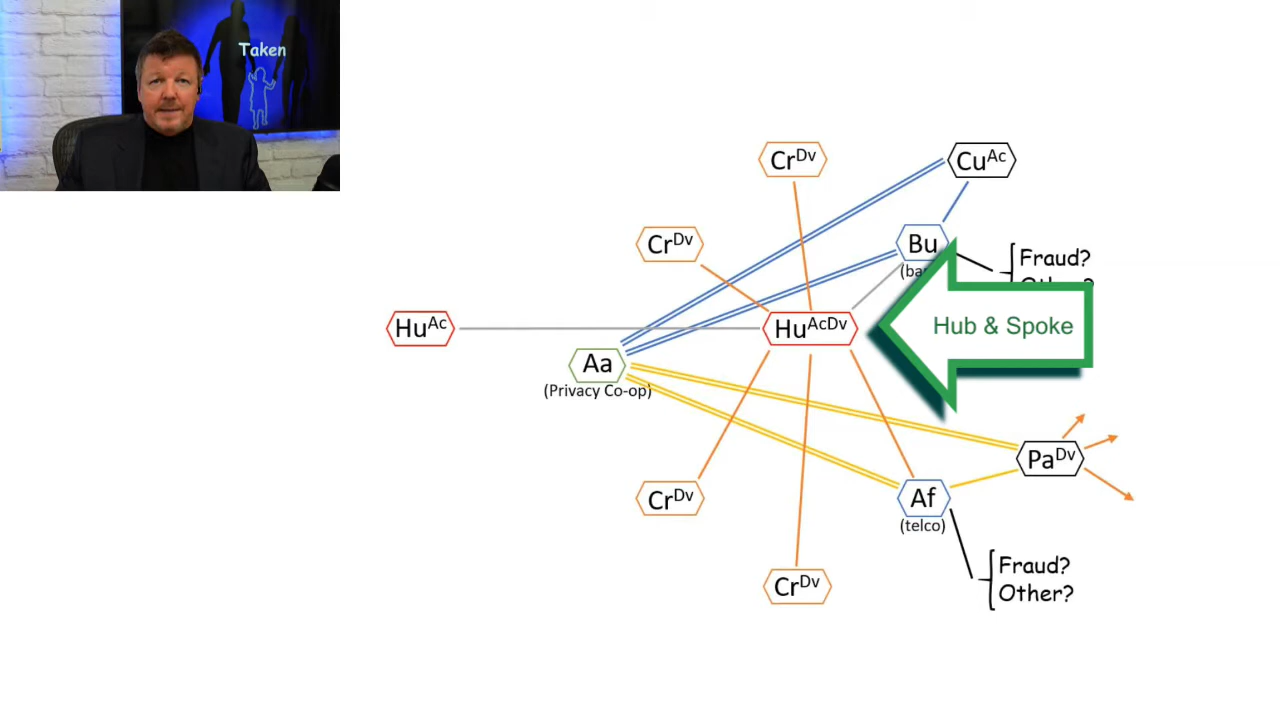 Taken
Cr^Dv
Cu^Ac
Cr^Dv
Bu
Fraud?
Hu^Ac
Hu^AcDv
Hub & Spoke
Aa
(Privacy Co-op)
Pa^Dv
Cr^Dv
Af
(telco)
Cr^Dv
Fraud?
Other?